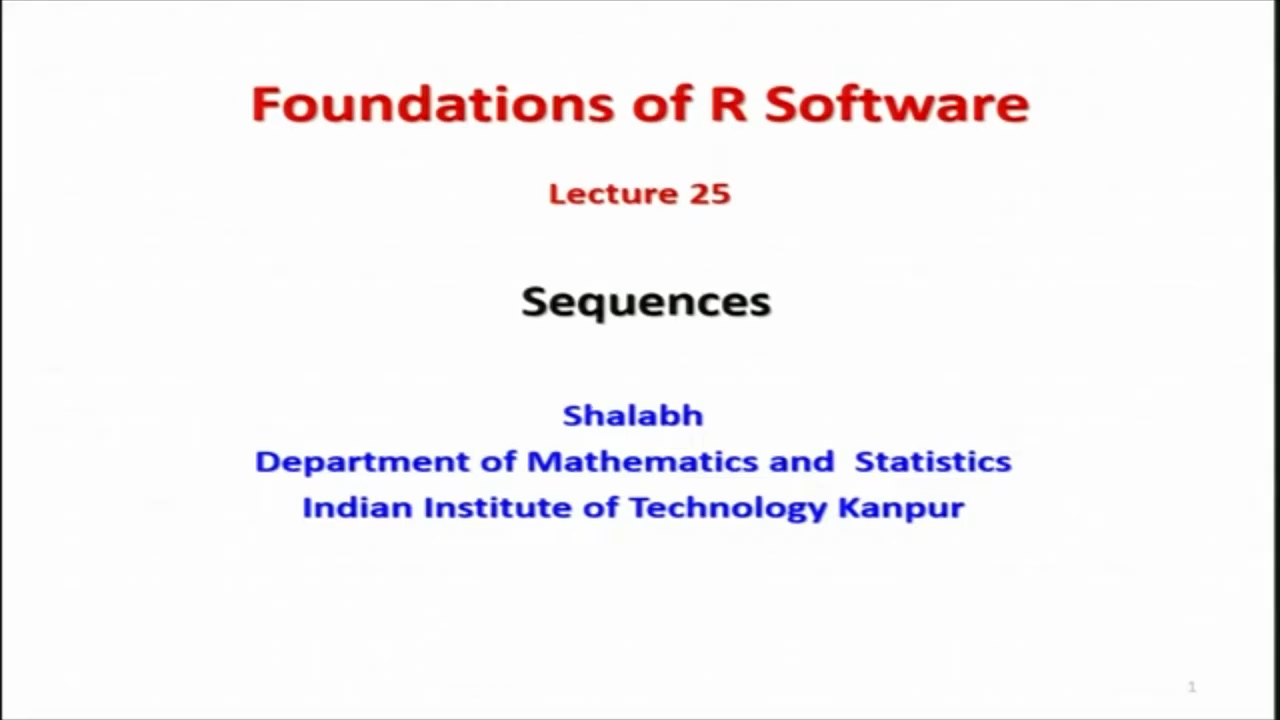 Foundations of R Software
Lecture 25
Sequences
Shalabh
Department of Mathematics and Statistics
Indian Institute of Technology Kanpur
1